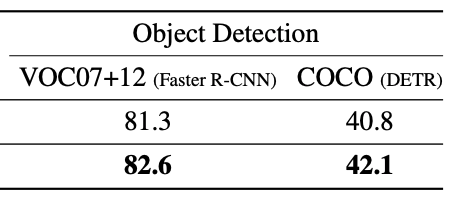 Object Detection
VOC07+12 (Faster R-CNN) COCO (DETR)
81.3 40.8
82.6 42.1